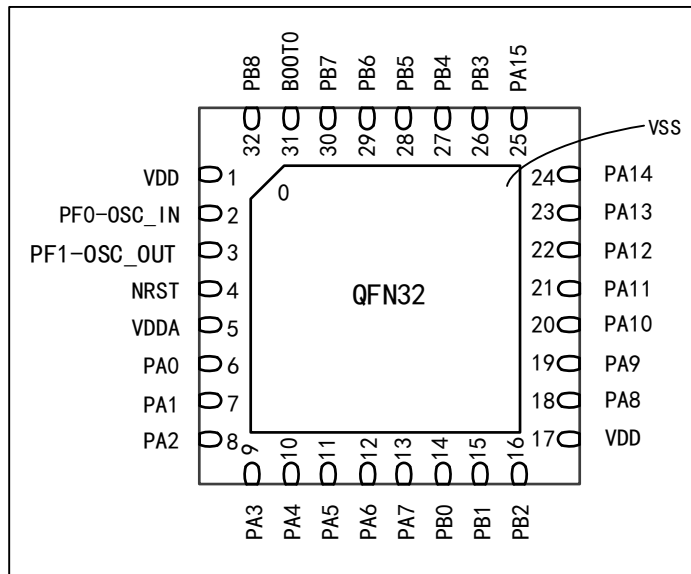 PB8
BOOT0
PB7
PB6
PB5
PB4
PB3
PA15
32
31
30
29
28
27
26
25
VSS
VDD 1
PF0-OSC_IN 2
PF1-OSC_OUT 3
NRST 4
VDDA 5
PA0 6
PA1 7
PA2 8
0
QFN32
24 PA14
23 PA13
22 PA12
21 PA11
20 PA10
19 PA9
18 PA8
17 VDD
9
10
11
12
13
14
15
16
PA3
PA4
PA5
PA6
PA7
PB0
PB1
PB2